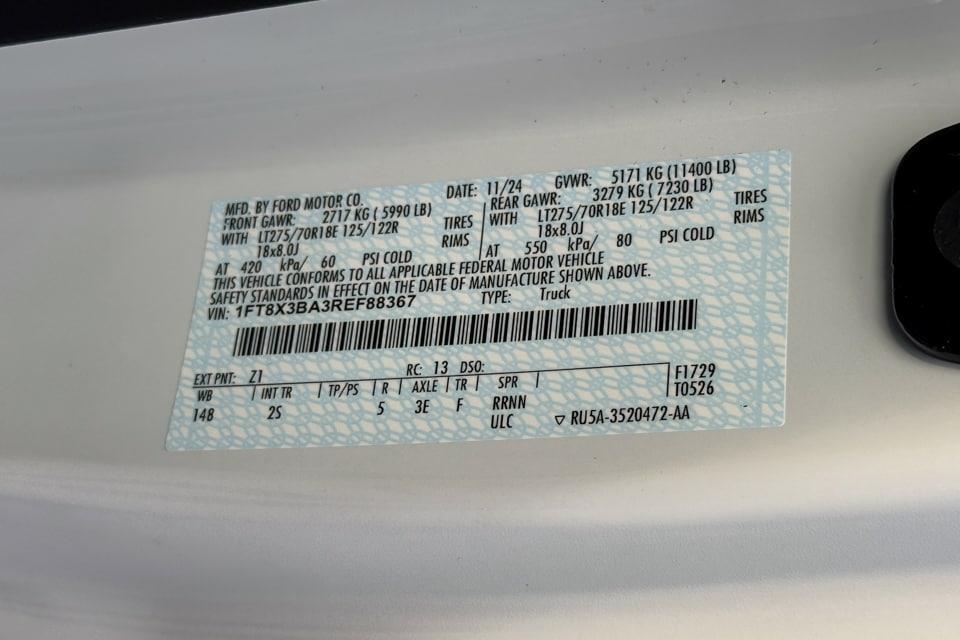 MFD. BY FORD MOTOR CO. DATE: 11/24 GVWR: 5171 KG (11400 LB)
FRONT GAWR: 2717 KG ( 5990 LB) REAR GAWR: 3279 KG ( 7230 LB)
WITH LT275/70R18E 125/122R TIRES WITH LT275/70R18E 125/122R TIRES
18x8.0J RIMS 18x8.0J RIMS
AT 420 kPa/ 60 PSI COLD AT 550 kPa/ 80 PSI COLD
THIS VEHICLE CONFORMS TO ALL APPLICABLE FEDERAL MOTOR VEHICLE
SAFETY STANDARDS IN EFFECT ON THE DATE OF MANUFACTURE SHOWN ABOVE.
VIN: 1FT8X3BA3REF88367 TYPE: Truck
EXT PNT: Z1 RC: 13 DSO: F1729
WB INT TR TP/PS R AXLE TR SPR T0526
148 2S 5 3E F RRNN
ULC ▽ RU5A-3520472-AA